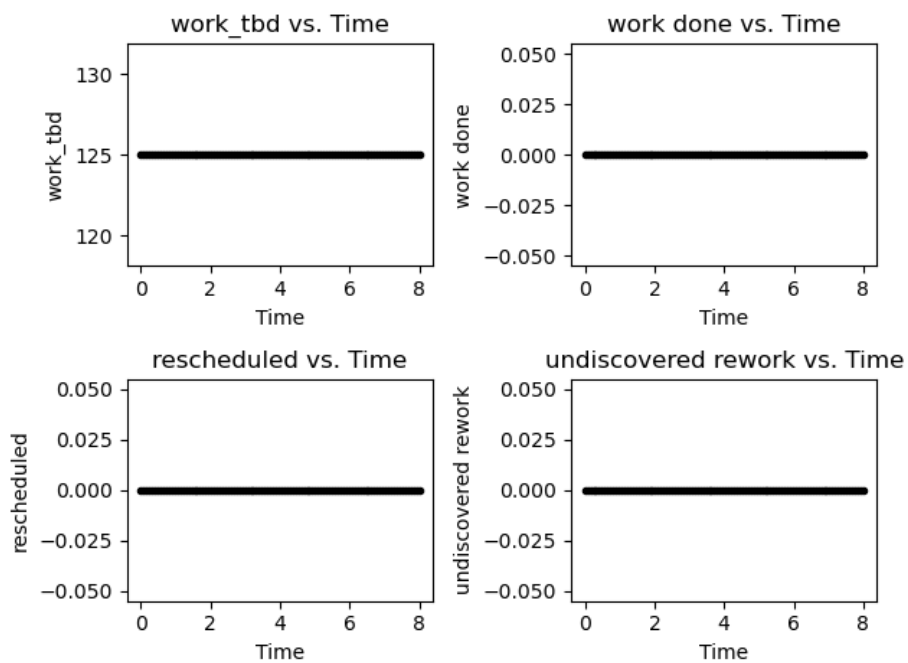 work_tbd vs. Time
work_tbd
130
125
120
0 2 4 6 8
Time
work done vs. Time
work done
0.050
0.025
0.000
−0.025
−0.050
0 2 4 6 8
Time
rescheduled vs. Time
rescheduled
0.050
0.025
0.000
−0.025
−0.050
0 2 4 6 8
Time
undiscovered rework vs. Time
undiscovered rework
0.050
0.025
0.000
−0.025
−0.050
0 2 4 6 8
Time